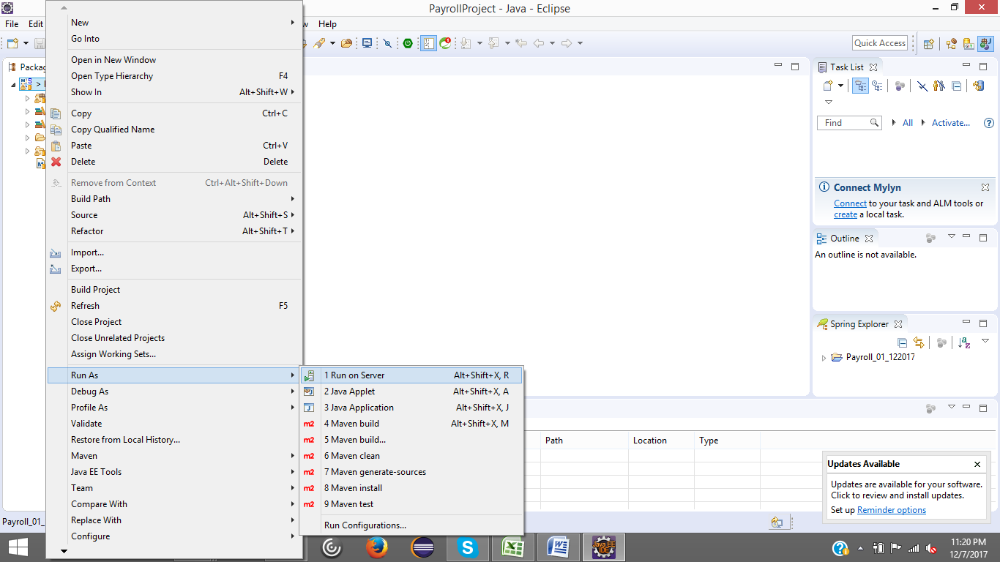 PayrollProject - Java - Eclipse
File Edit Help
Quick Access
New
Go Into
Open in New Window
Open Type Hierarchy F4
Show In Alt+Shift+W
Copy Ctrl+C
Copy Qualified Name
Paste Ctrl+V
Delete Delete
Remove from Context Ctrl+Alt+Shift+Down
Build Path
Source Alt+Shift+S
Refactor Alt+Shift+T
Import...
Export...
Build Project
Refresh F5
Close Project
Close Unrelated Projects
Assign Working Sets...
Run As
Debug As
Profile As
Validate
Restore from Local History...
Maven
Java EE Tools
Team
Compare With
Replace With
Configure
1 Run on Server Alt+Shift+X, R
2 Java Applet Alt+Shift+X, A
3 Java Application Alt+Shift+X, J
m2 4 Maven build Alt+Shift+X, M
m2 5 Maven build...
m2 6 Maven clean
m2 7 Maven generate-sources
m2 8 Maven install
m2 9 Maven test
Run Configurations...
Task List
Find All Activate...
Connect Mylyn
Connect to your task and ALM tools or
create a local task.
Outline
An outline is not available.
Spring Explorer
Payroll_01_122017
Path Location Type
Updates Available
Updates are available for your software.
Click to review and install updates.
Set up Reminder options
Payroll_01_
Java EE
IDE
11:20 PM
12/7/2017